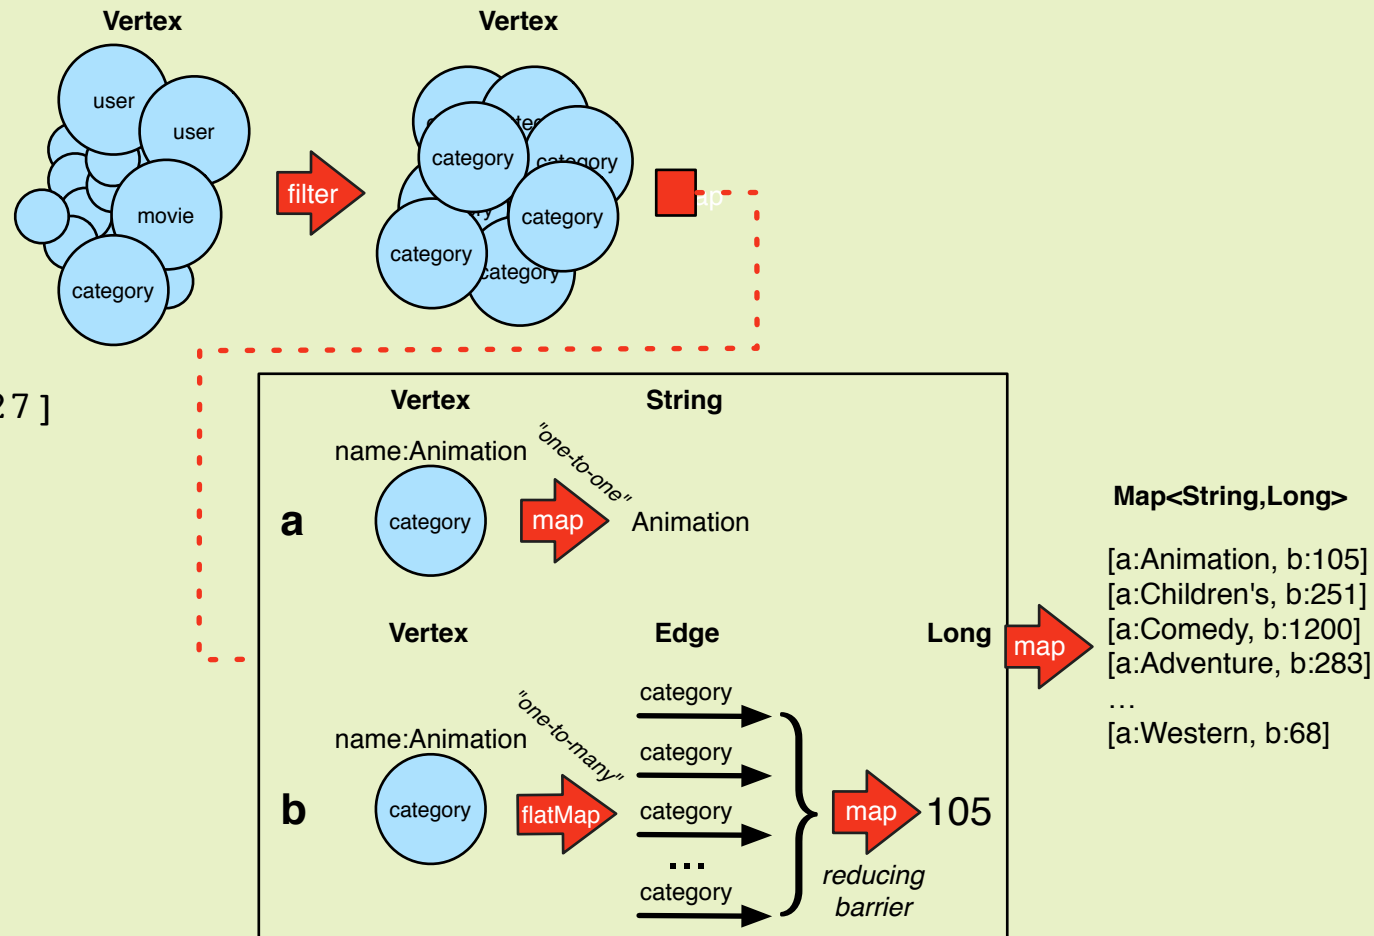 Vertex
Vertex
user
user
movie
category
filter
category
category
category
category
category
Vertex
String
27]
name:Animation
"one-to-one"
a
category
map
Animation
Map<String,Long>
[a:Animation, b:105]
[a:Children's, b:251]
[a:Comedy, b:1200]
[a:Adventure, b:283]
…
[a:Western, b:68]
Vertex
Edge
Long
map
name:Animation
"one-to-many"
b
category
flatMap
category
category
category
...
category
map
105
reducing
barrier